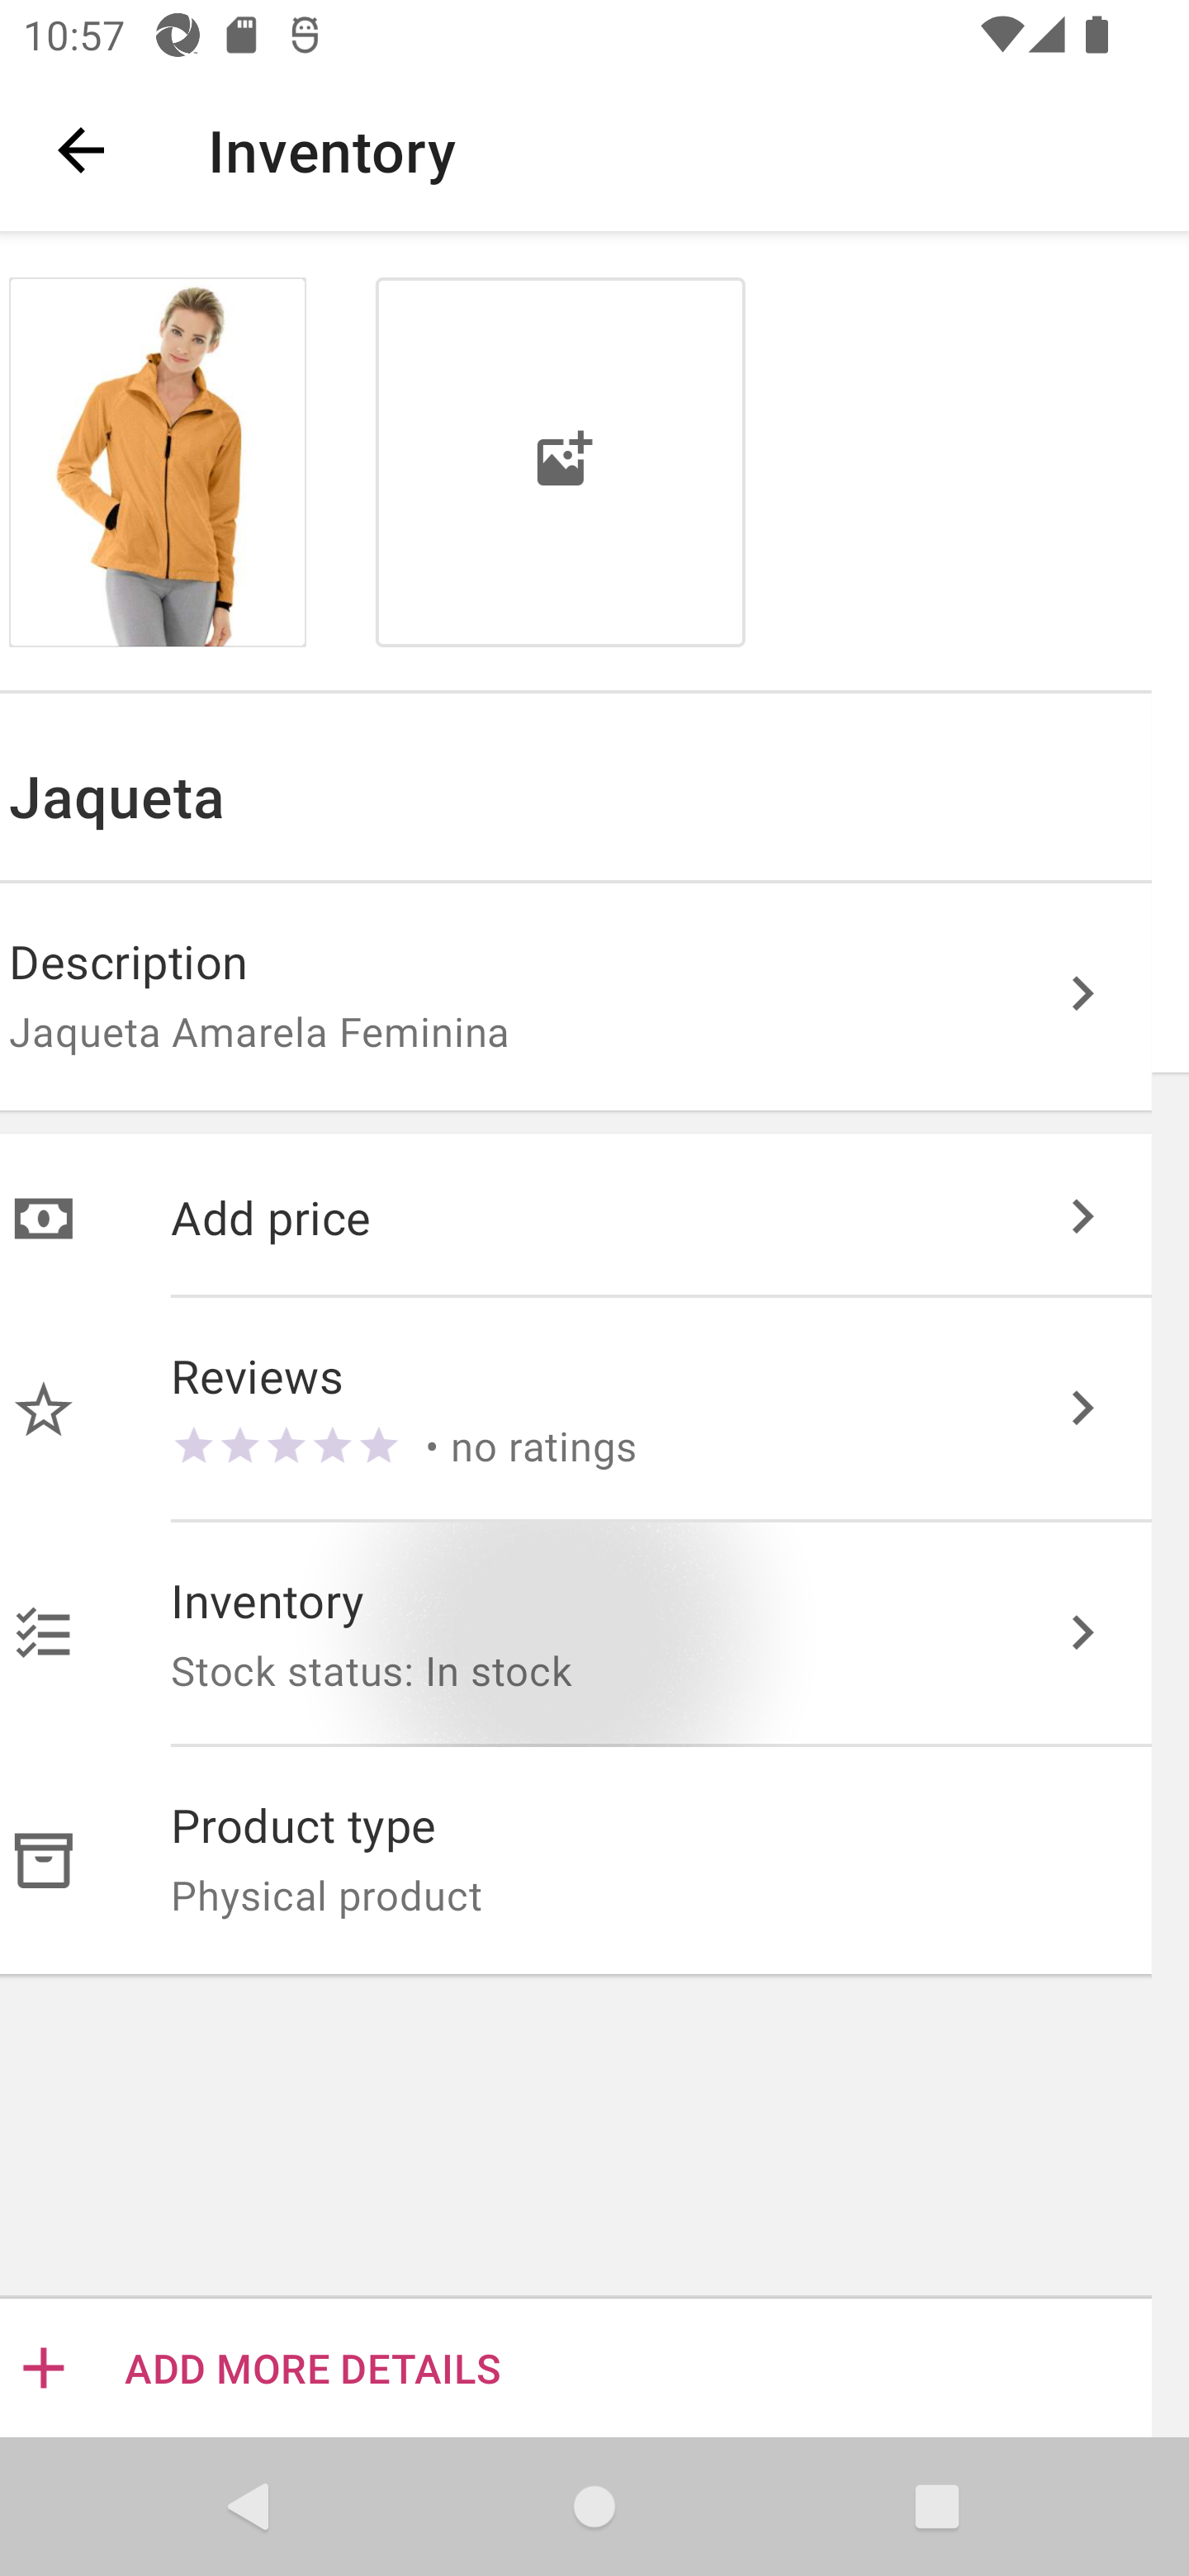 10:57
Inventory
Jaqueta
Description
Jaqueta Amarela Feminina
Add price
Reviews
• no ratings
Inventory
Stock status: In stock
Product type
Physical product
ADD MORE DETAILS